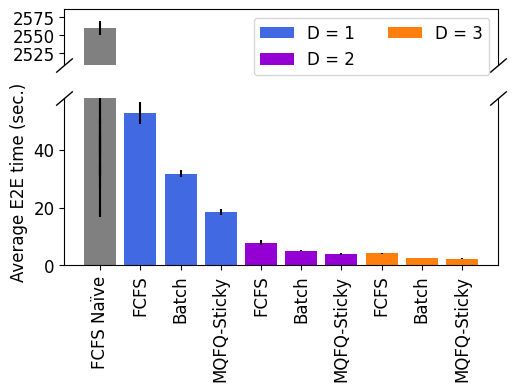 2575
2550
2525
D = 1
D = 2
D = 3
Average E2E time (sec.)
40
20
0
FCFS Naïve
FCFS
Batch
MQFQ-Sticky
FCFS
Batch
MQFQ-Sticky
FCFS
Batch
MQFQ-Sticky